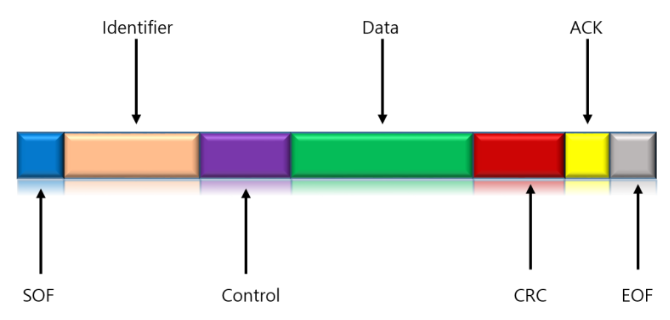 Identifier
Data
ACK
SOF
Control
CRC
EOF